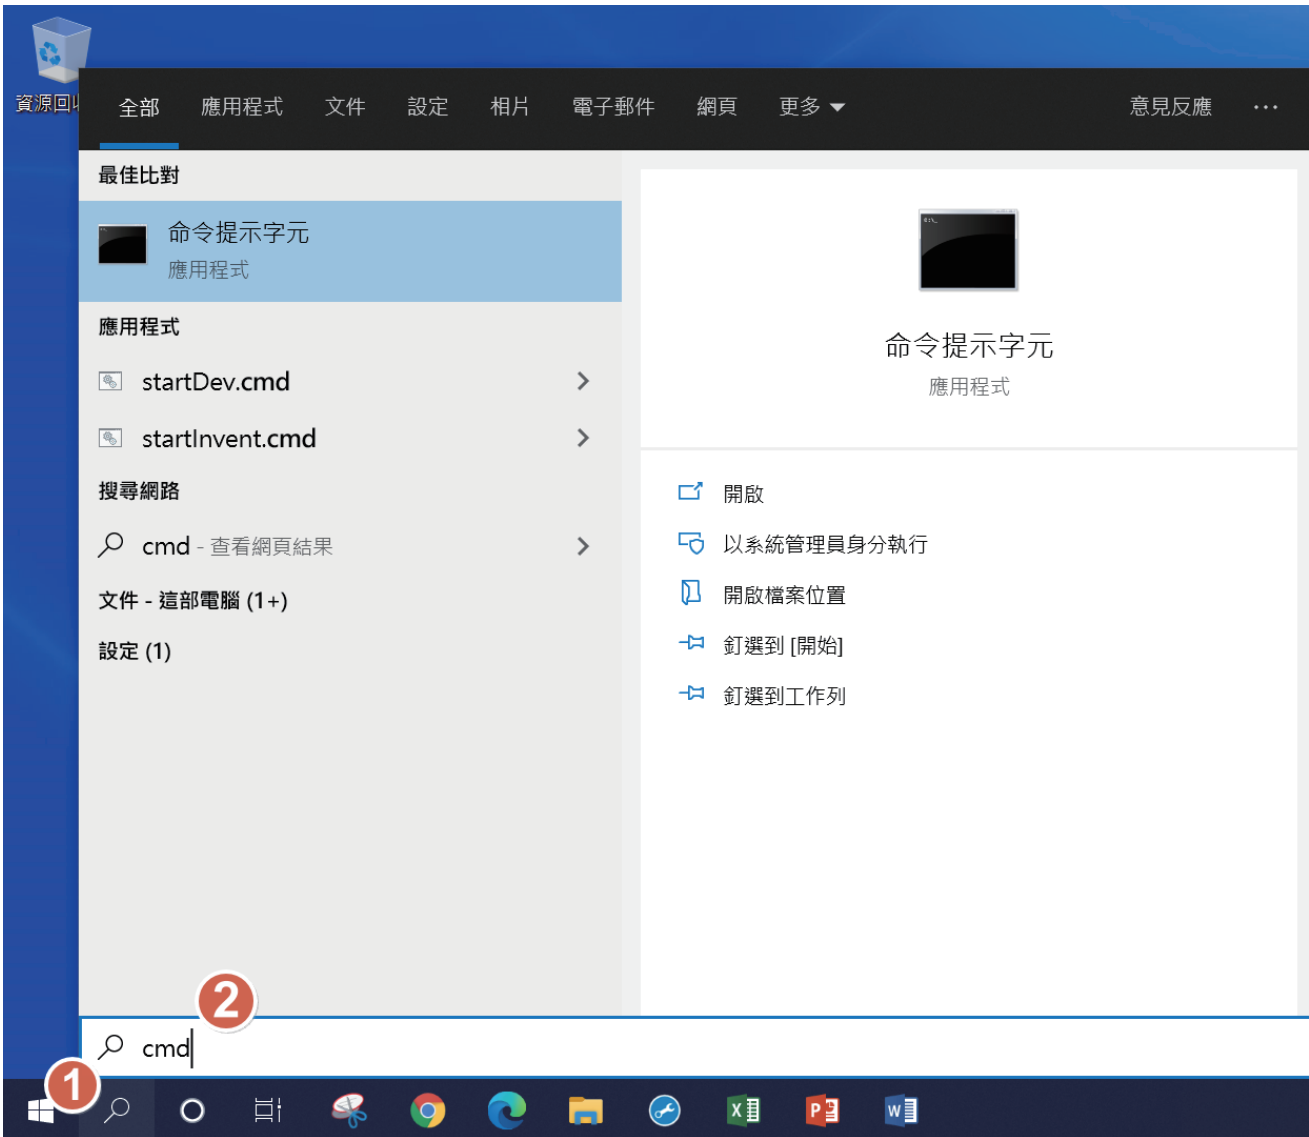 資源回
全部 應用程式 文件 設定 相片 電子郵件 網頁 更多 意見反應 ...
最佳比對
命令提示字元
應用程式
應用程式
startDev.cmd
startInvent.cmd
搜尋網路
cmd - 查看網頁結果
文件 - 這部電腦 (1+)
設定 (1)
命令提示字元
應用程式
開啟
以系統管理員身分執行
開啟檔案位置
釘選到 [開始]
釘選到工作列
2
cmd
1